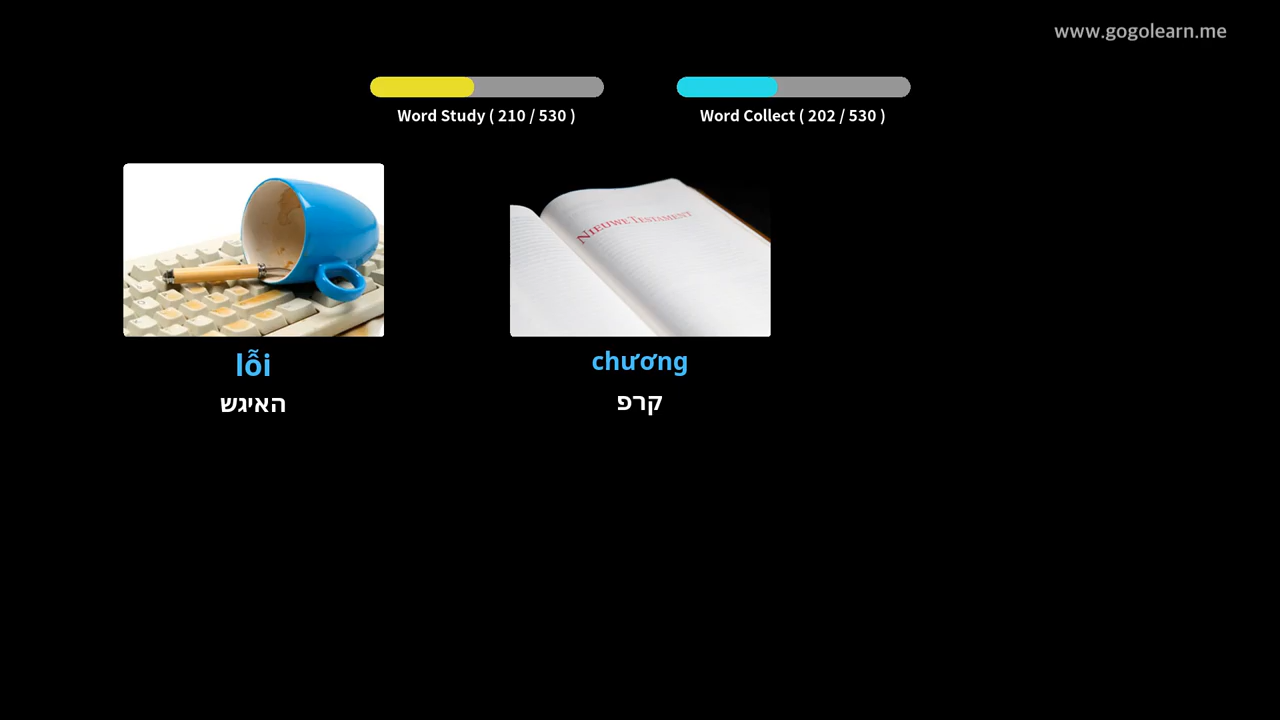 www.gogolearn.me
Word Study ( 210 / 530 )
Word Collect ( 202 / 530 )
NIEUWE TESTAMENT
lỗi
האיגש
chương
קרפ